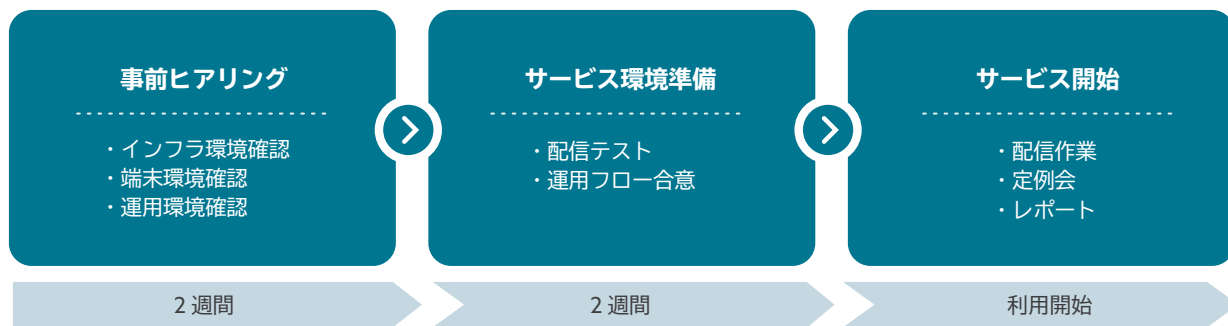 事前ヒアリング
・インフラ環境確認
・端末環境確認
・運用環境確認
サービス環境準備
・配信テスト
・運用フロー合意
サービス開始
・配信作業
・定例会
・レポート
2 週間
2 週間
利用開始